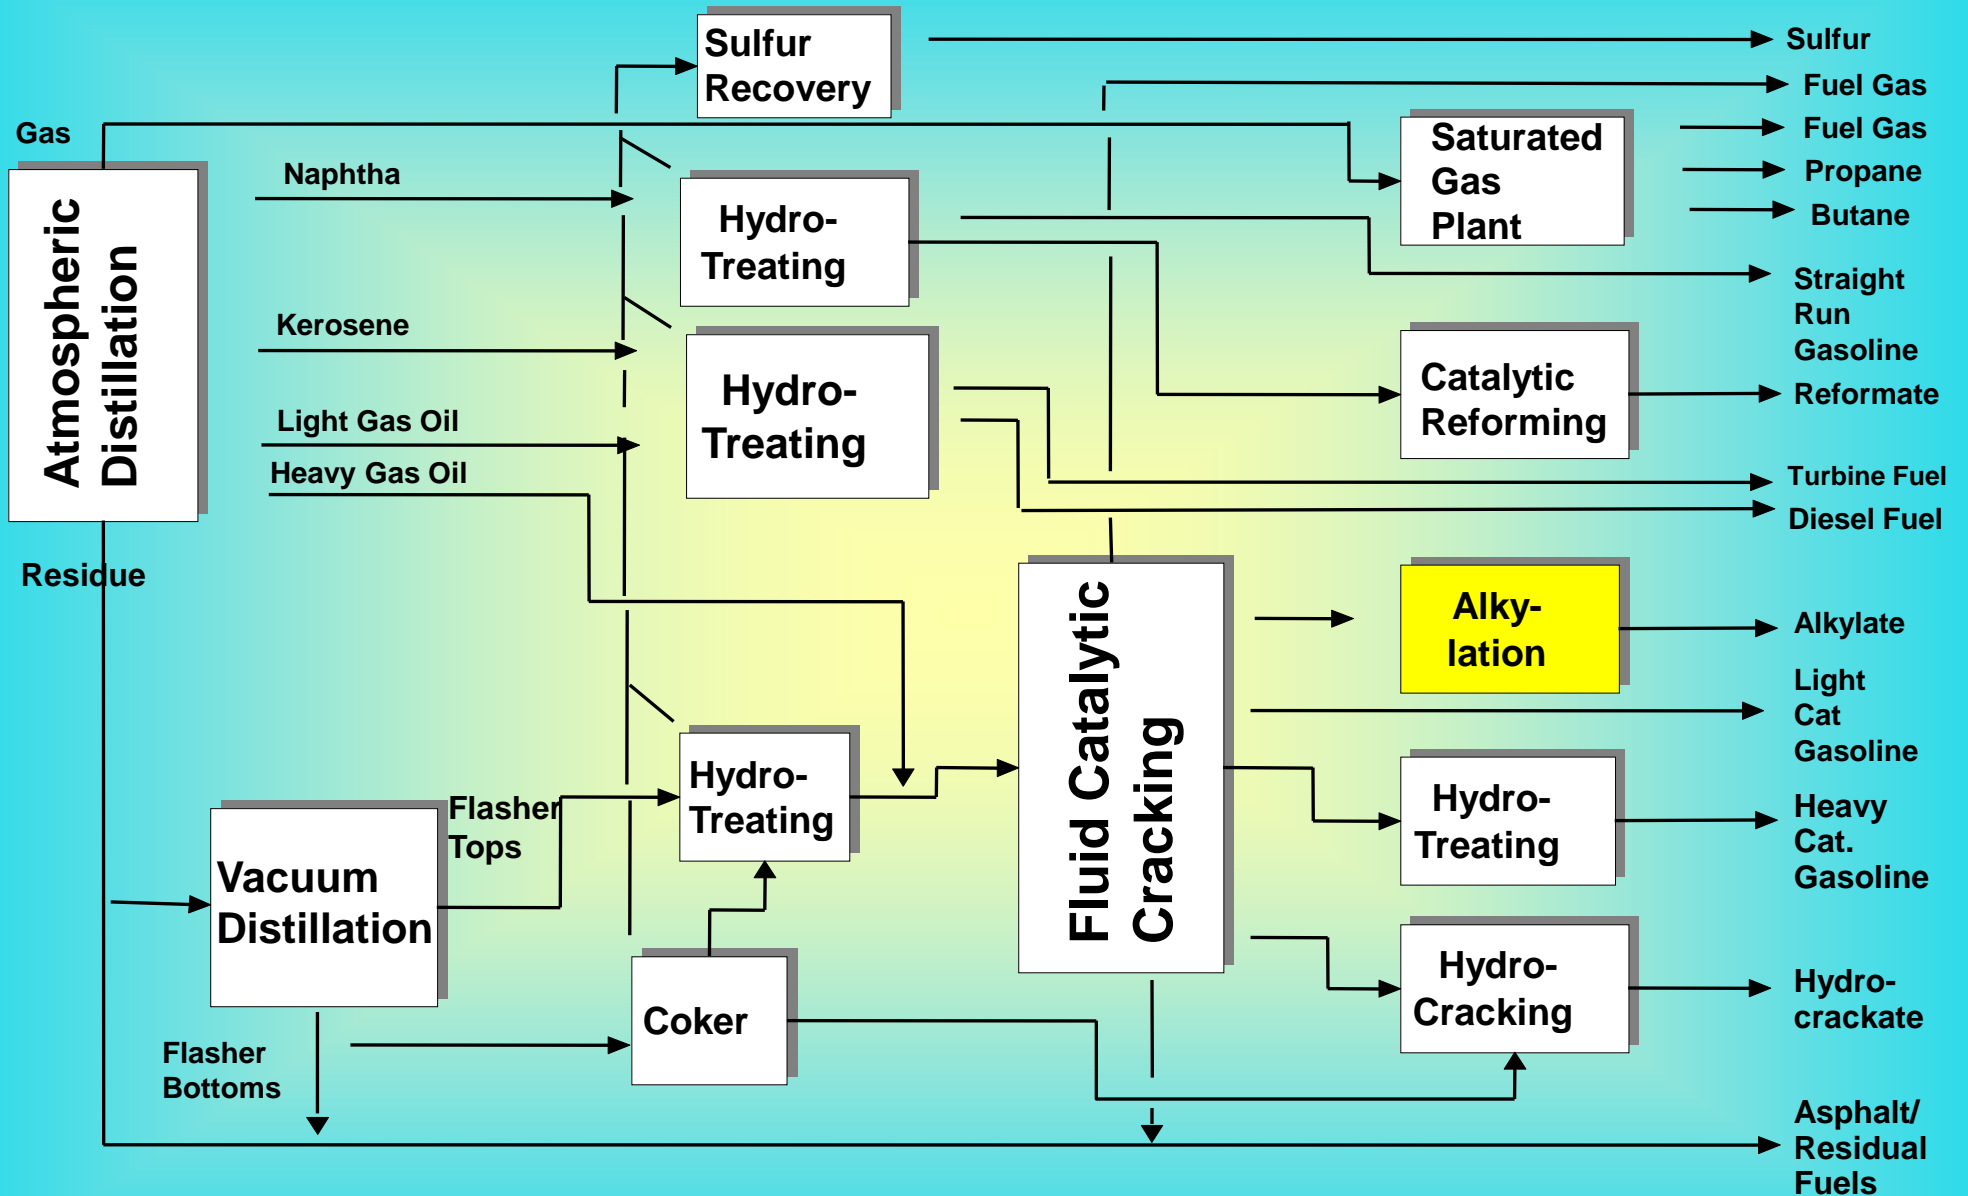 Sulfur
Recovery
Sulfur
Fuel Gas
Gas
Saturated
Gas
Plant
Fuel Gas
Propane
Butane
Naphtha
Atmospheric
Distillation
Hydro-
Treating
Straight
Run
Gasoline
Kerosene
Hydro-
Treating
Catalytic
Reforming
Reformate
Light Gas Oil
Heavy Gas Oil
Turbine Fuel
Diesel Fuel
Residue
Fluid Catalytic
Cracking
Alky-
lation
Alkylate
Light
Cat
Gasoline
Flasher
Tops
Hydro-
Treating
Hydro-
Treating
Heavy
Cat.
Gasoline
Vacuum
Distillation
Coker
Hydro-
Cracking
Hydro-
crackate
Flasher
Bottoms
Asphalt/
Residual
Fuels